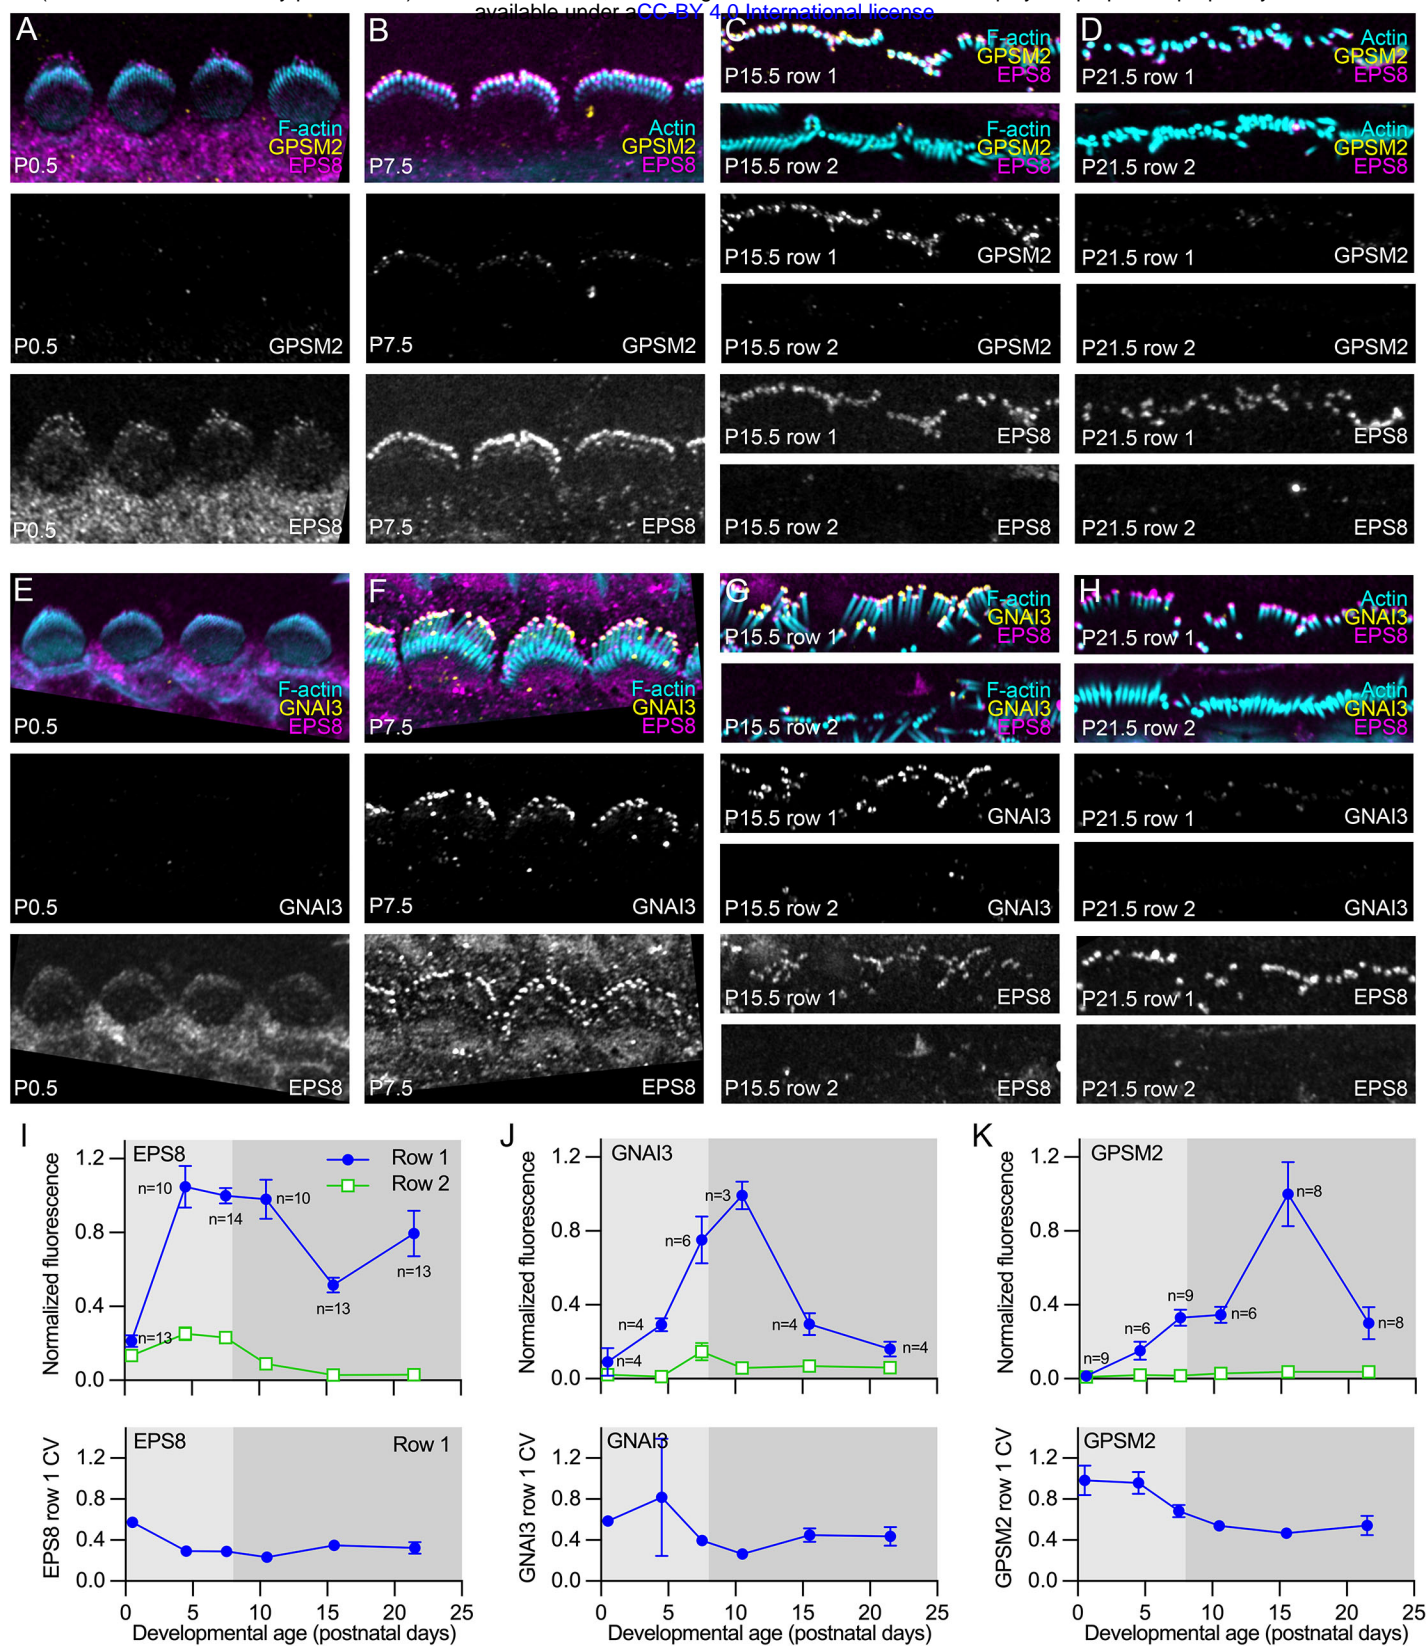 available under aCC-BY 4.0 International license
A
F-actin
GPSM2
EPS8
P0.5
B
Actin
GPSM2
EPS8
P7.5
C
F-actin
GPSM2
EPS8
P15.5 row 1
D
Actin
GPSM2
EPS8
P21.5 row 1
F-actin
GPSM2
EPS8
P15.5 row 2
Actin
GPSM2
EPS8
P21.5 row 2
P0.5 GPSM2
P7.5 GPSM2
P15.5 row 1 GPSM2
P21.5 row 1
P15.5 row 2 GPSM2
P21.5 row 2 GPSM2
P0.5 EPS8
P7.5 EPS8
P15.5 row 1 EPS8
P21.5 row 1 EPS8
P15.5 row 2 EPS8
P21.5 row 2 EPS8
E
F-actin
GNAI3
EPS8
P0.5
F
F-actin
GNAI3
EPS8
P7.5
G
F-actin
GNAI3
EPS8
P15.5 row 1
H
Actin
GNAI3
EPS8
P21.5 row 1
F-actin
GNAI3
EPS8
P15.5 row 2
Actin
GNAI3
EPS8
P21.5 row 2
P0.5 GNAI3
P7.5 GNAI3
P15.5 row 1 GNAI3
P21.5 row 1 GNAI3
P15.5 row 2 GNAI3
P21.5 row 2 GNAI3
P0.5 EPS8
P7.5 EPS8
P15.5 row 1 EPS8
P21.5 row 1 EPS8
P15.5 row 2 EPS8
P21.5 row 2 EPS8
I
Normalized fluorescence
1.2
0.8
0.4
0.0
EPS8
Row 1
Row 2
n=10
n=14
n=10
n=13
n=13
n=13
J
Normalized fluorescence
1.2
0.8
0.4
0.0
GNAI3
n=3
n=6
n=4
n=4
n=4
n=4
K
Normalized fluorescence
1.2
0.8
0.4
0.0
GPSM2
n=8
n=9
n=6
n=6
n=8
n=9
EPS8 row 1 CV
1.2
0.8
0.4
0.0
EPS8
Row 1
0 5 10 15 20 25
Developmental age (postnatal days)
GNAI3 row 1 CV
1.2
0.8
0.4
0.0
GNAI3
0 5 10 15 20 25
Developmental age (postnatal days)
GPSM2 row 1 CV
1.2
0.8
0.4
0.0
GPSM2
0 5 10 15 20 25
Developmental age (postnatal days)